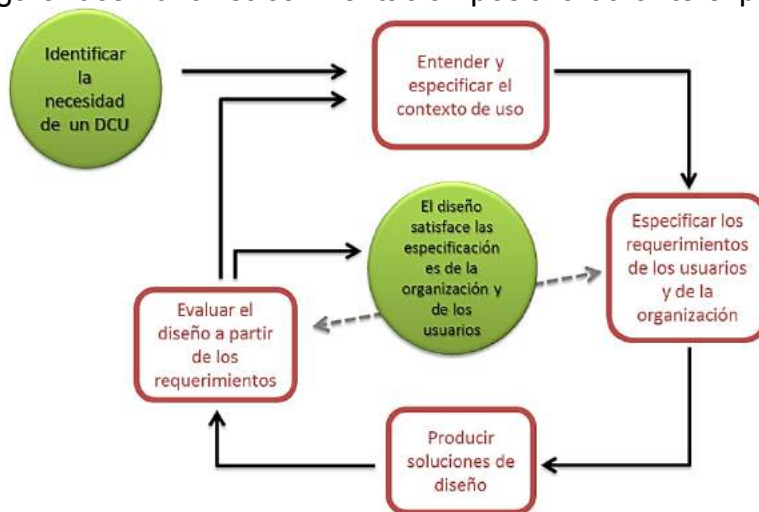 Identificar
la
necesidad
de un DCU
Entender y
especificar el
contexto de uso
El diseño
satisface las
especificación
es de la
organización y
de los
usuarios
Especificar los
requerimientos
de los usuarios
y de la
organización
Evaluar el
diseño a partir
de los
requerimientos
Producir
soluciones de
diseño